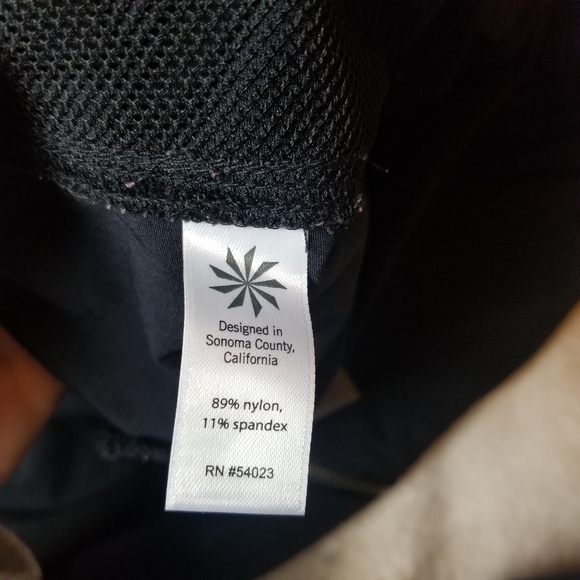 Designed in
Sonoma County,
California
89% nylon,
11% spandex
RN #54023